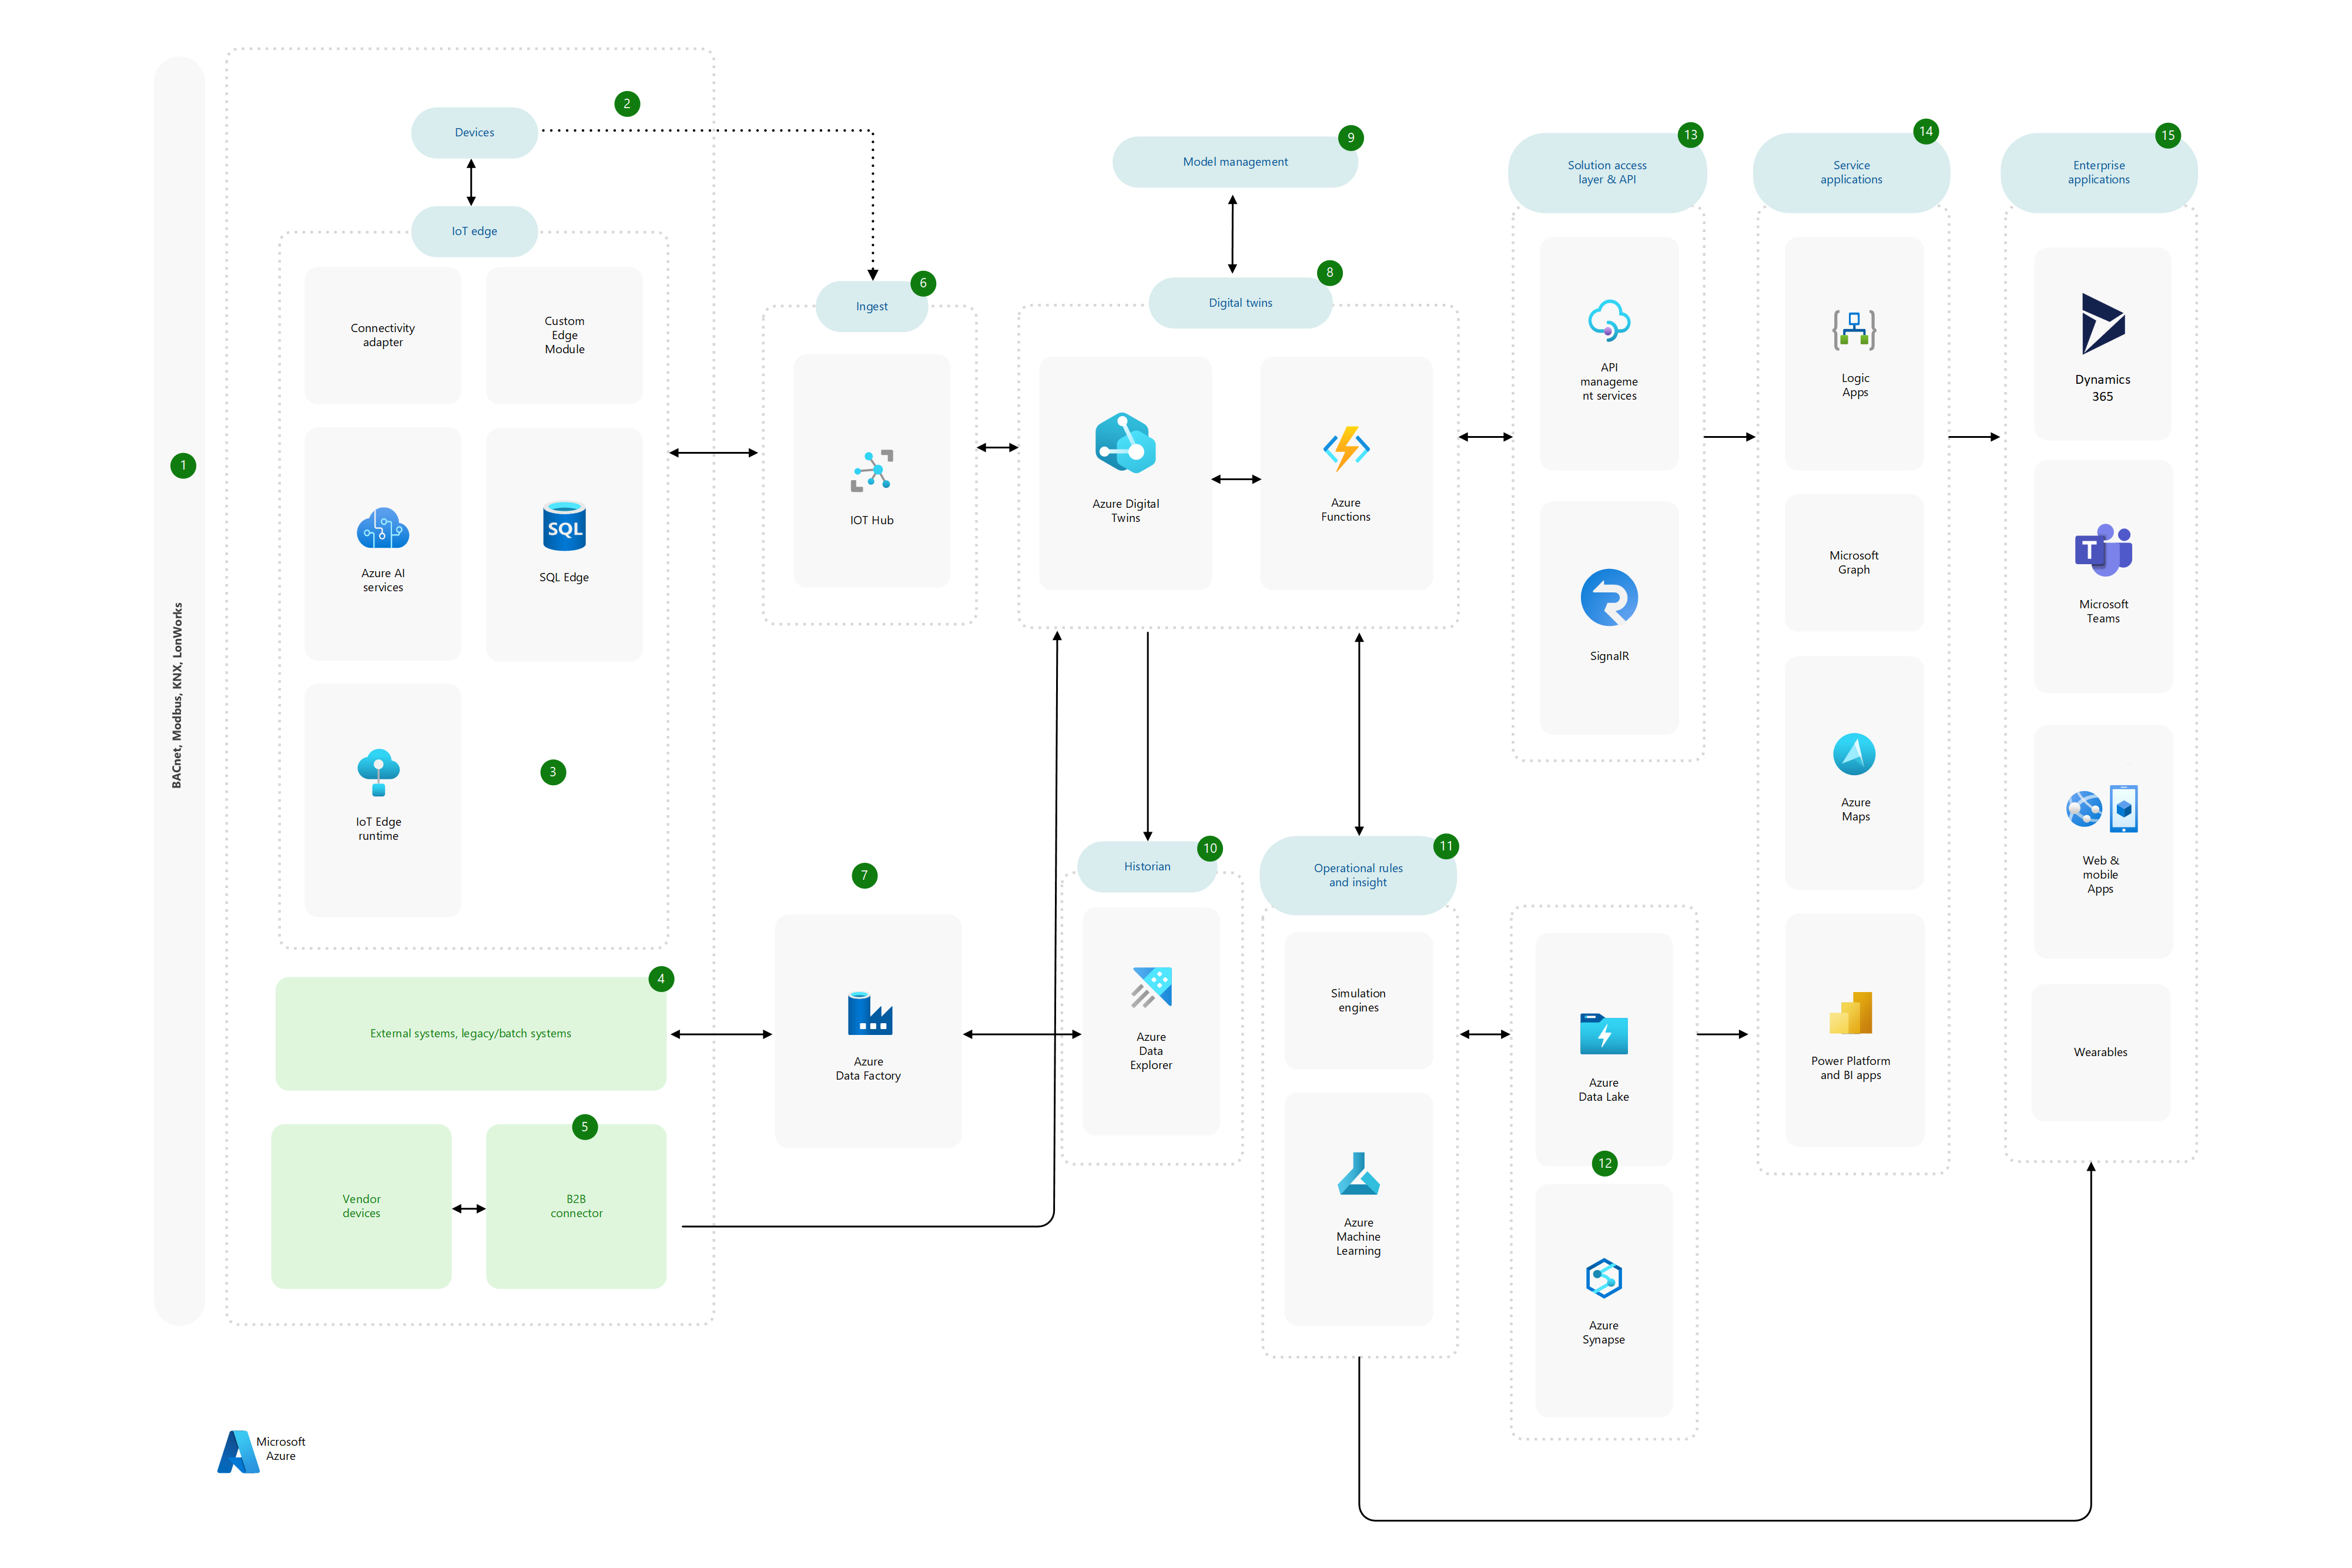 BACnet, Modbus, KNX, LonWorks
1
2
Devices
IoT edge
Connectivity
adapter
Custom
Edge
Module
Azure AI
services
SQL
SQL Edge
IoT Edge
runtime
3
4
External systems, legacy/batch systems
5
Vendor
devices
B2B
connector
6
Ingest
IOT Hub
7
Azure
Data Factory
9
Model management
8
Digital twins
Azure Digital
Twins
Azure
Functions
10
Historian
Azure
Data
Explorer
11
Operational rules
and insight
Simulation
engines
Azure
Machine
Learning
Azure
Data Lake
12
Azure
Synapse
13
Solution access
layer & API
API
manageme
nt services
SignalR
14
Service
applications
Logic
Apps
Microsoft
Graph
Azure
Maps
Power Platform
and BI apps
15
Enterprise
applications
Dynamics
365
T
Microsoft
Teams
Web &
mobile
Apps
Wearables
Microsoft
Azure